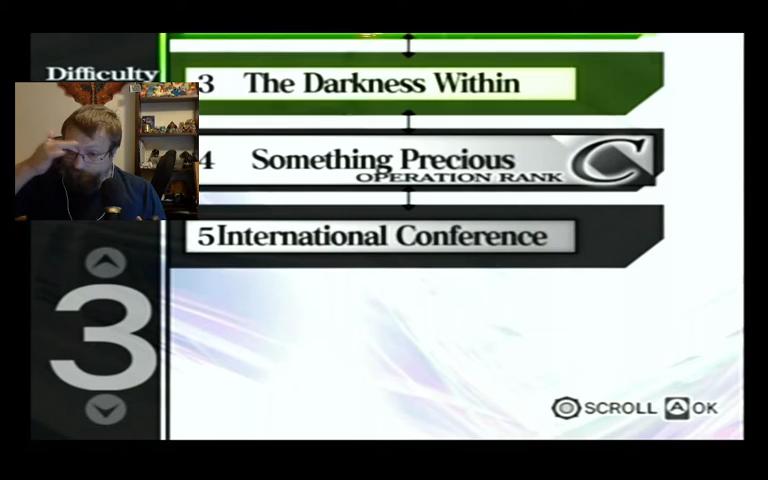 Difficulty
3 The Darkness Within
4 Something Precious
OPERATION RANK C
5 International Conference
3
SCROLL A OK